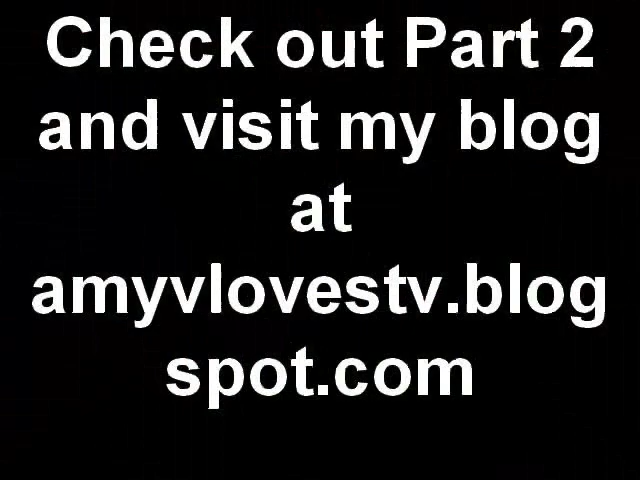 Check out Part 2
and visit my blog
at
amyvlovestv.blog
spot.com